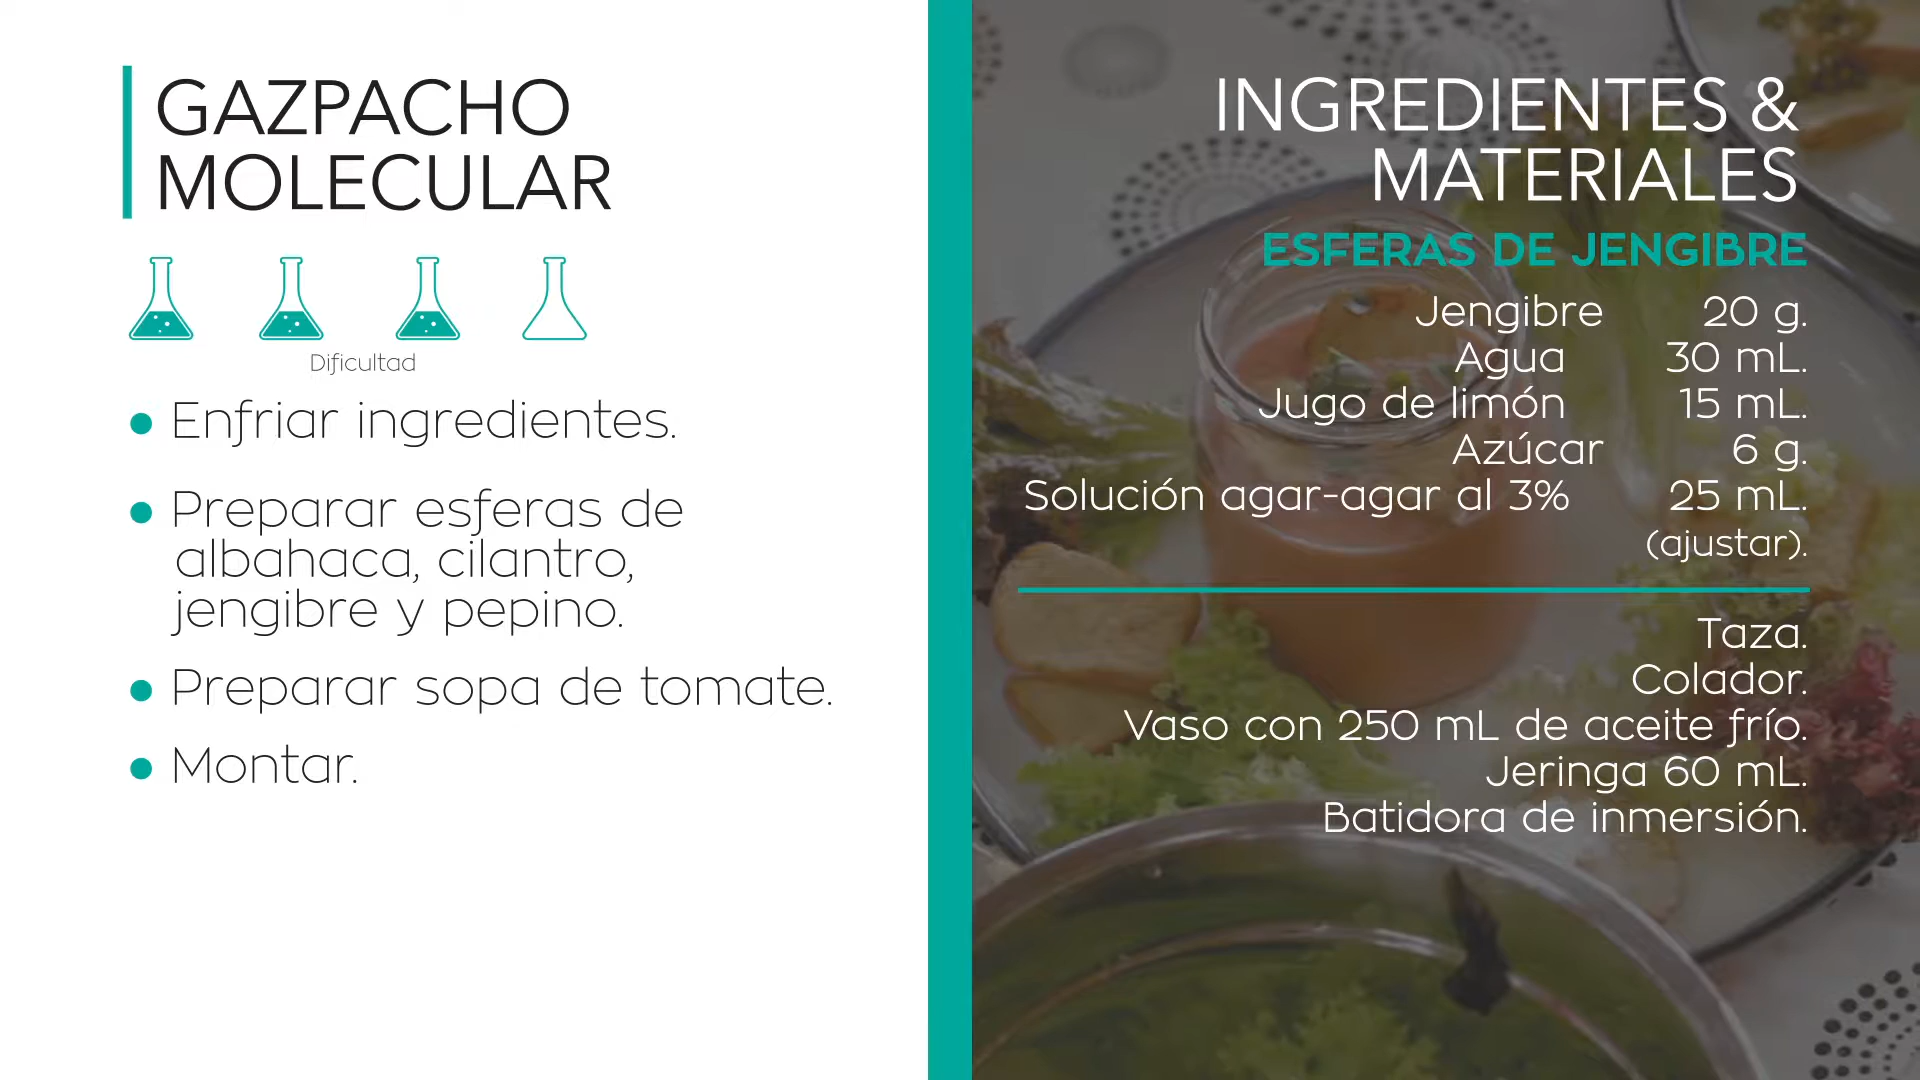 GAZPACHO
MOLECULAR
Dificultad
● Enfriar ingredientes.
● Preparar esferas de
albahaca, cilantro,
jengibre y pepino.
● Preparar sopa de tomate.
● Montar.
INGREDIENTES &
MATERIALES
ESFERAS DE JENGIBRE
Jengibre 20 g.
Agua 30 mL.
Jugo de limón 15 mL.
Azúcar 6 g.
Solución agar-agar al 3% 25 mL.
(ajustar).
Taza.
Colador.
Vaso con 250 mL de aceite frío.
Jeringa 60 mL.
Batidora de inmersión.